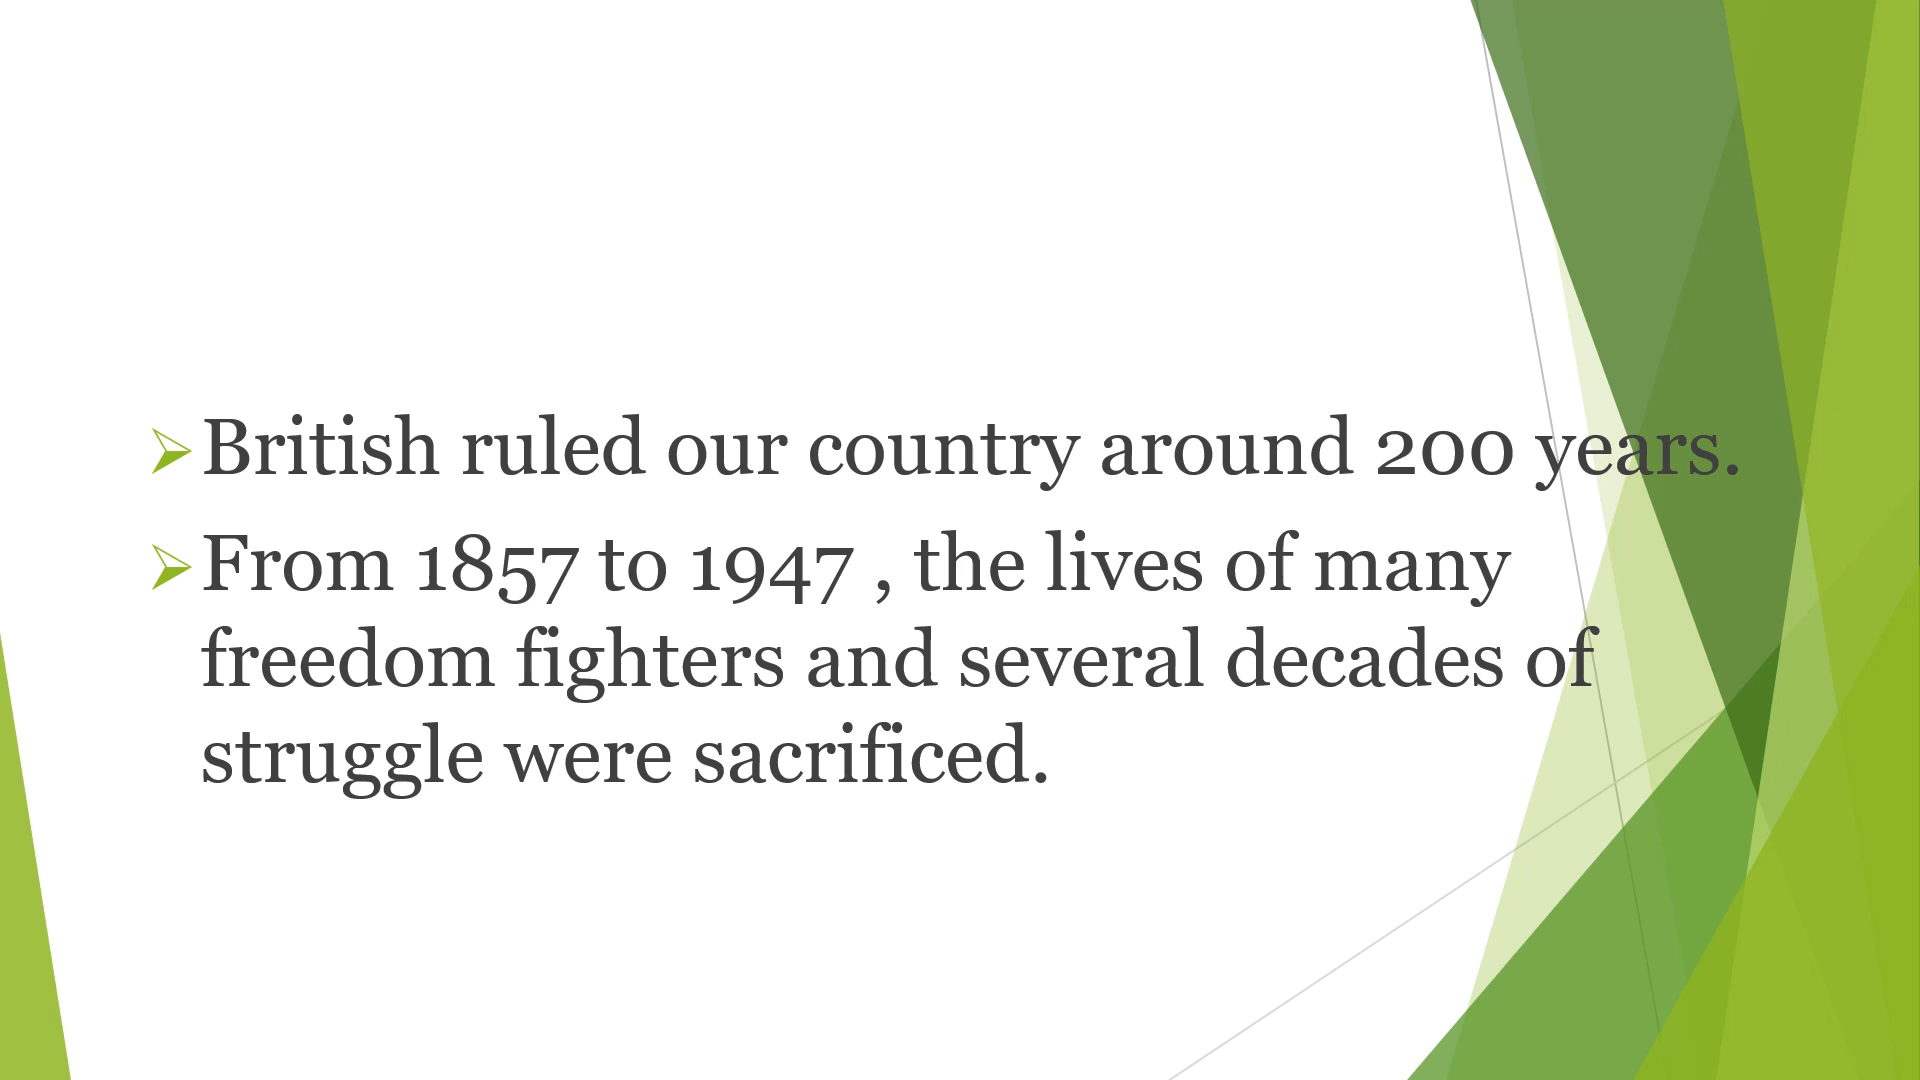 British ruled our country around 200 years.
From 1857 to 1947 , the lives of many
freedom fighters and several decades of
struggle were sacrificed.